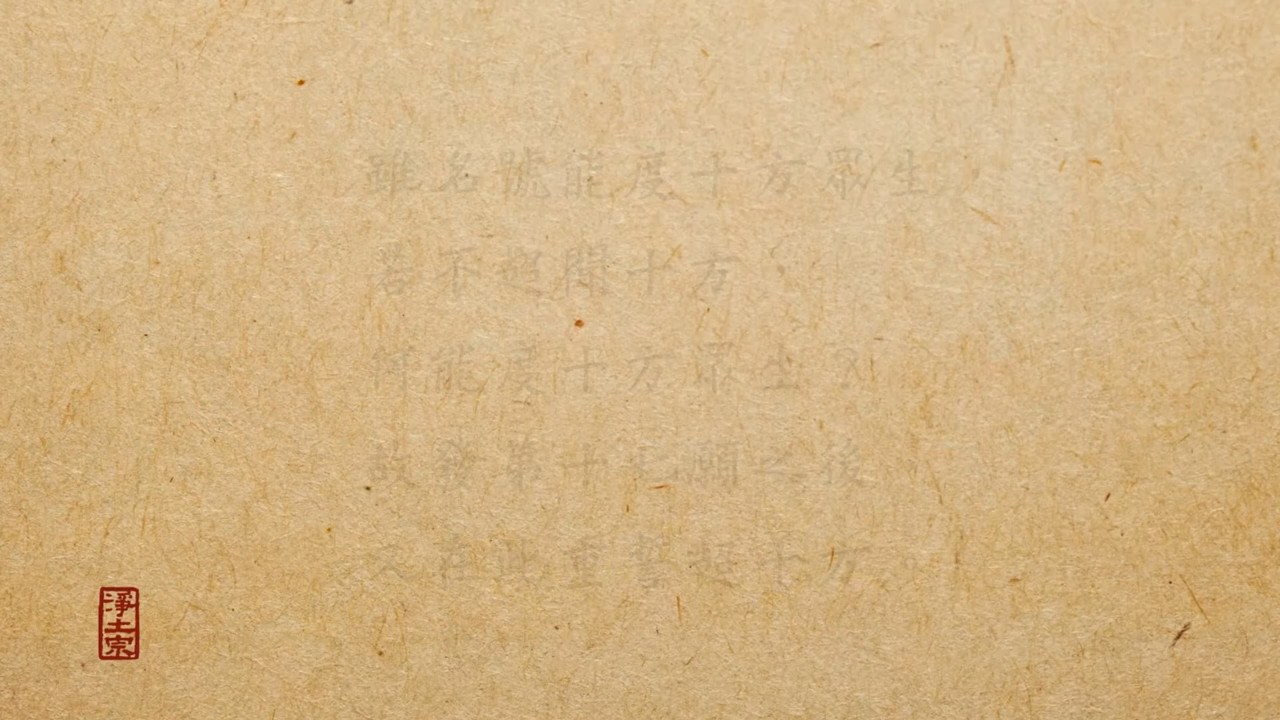 雖名號能度十方眾生
若不超際十方
何能度十方眾生？
故發第十七願之後
又在此重誓超十方。
淨土宗